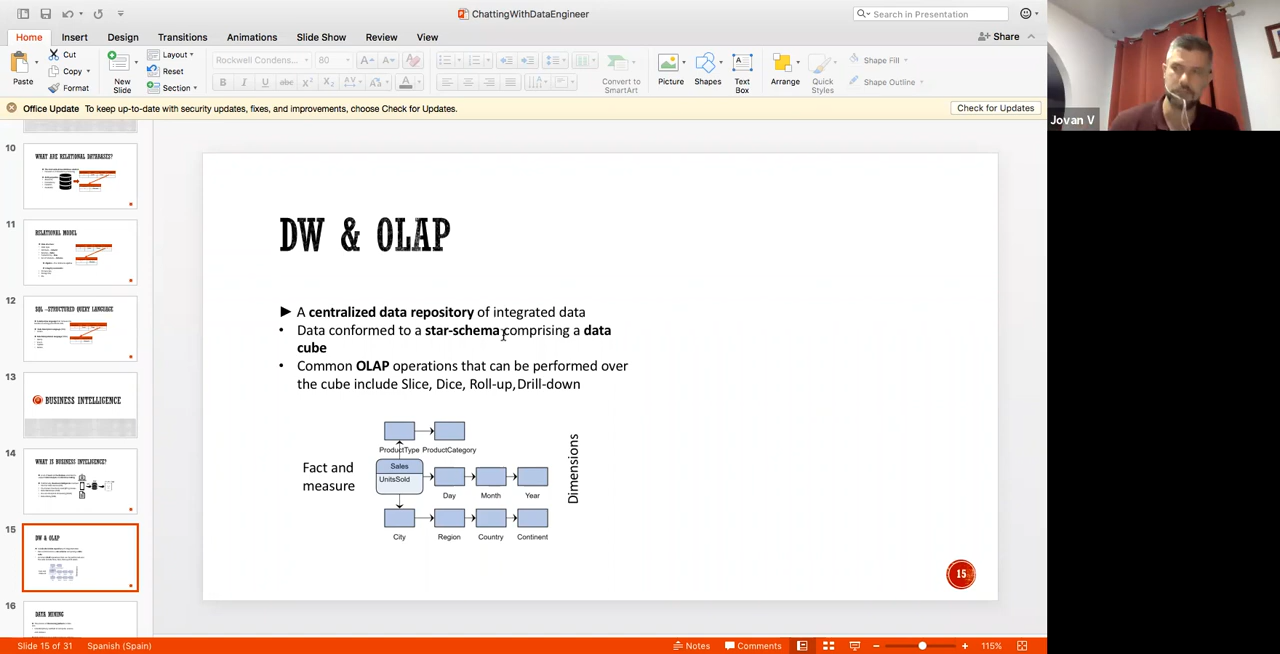 ChattingWithDataEngineer
Search in Presentation
Home Insert Design Transitions Animations Slide Show Review View
Share
Paste
Cut
Copy
Format
New Slide
Layout
Reset
Section
Rockwell Condens...
80
B I U abc X² X₂ AV Aa A
Convert to SmartArt
Picture
Shapes
Text Box
Arrange
Quick Styles
Shape Fill
Shape Outline
Office Update To keep up-to-date with security updates, fixes, and improvements, choose Check for Updates.
Check for Updates
Jovan V
10
WHAT ARE RELATIONAL DATABASES?
11
RELATIONAL MODEL
12
SQL -STRUCTURED QUERY LANGUAGE
13
BUSINESS INTELLIGENCE
14
WHAT IS BUSINESS INTELLIGENCE?
15
DW & OLAP
16
DATA MINING
DW & OLAP
► A centralized data repository of integrated data
• Data conformed to a star-schema comprising a data
cube
• Common OLAP operations that can be performed over
the cube include Slice, Dice, Roll-up, Drill-down
ProductType ProductCategory
Fact and
measure
Sales
UnitsSold
Day Month Year
City Region Country Continent
Dimensions
15
Slide 15 of 31
Spanish (Spain)
Notes
Comments
115%